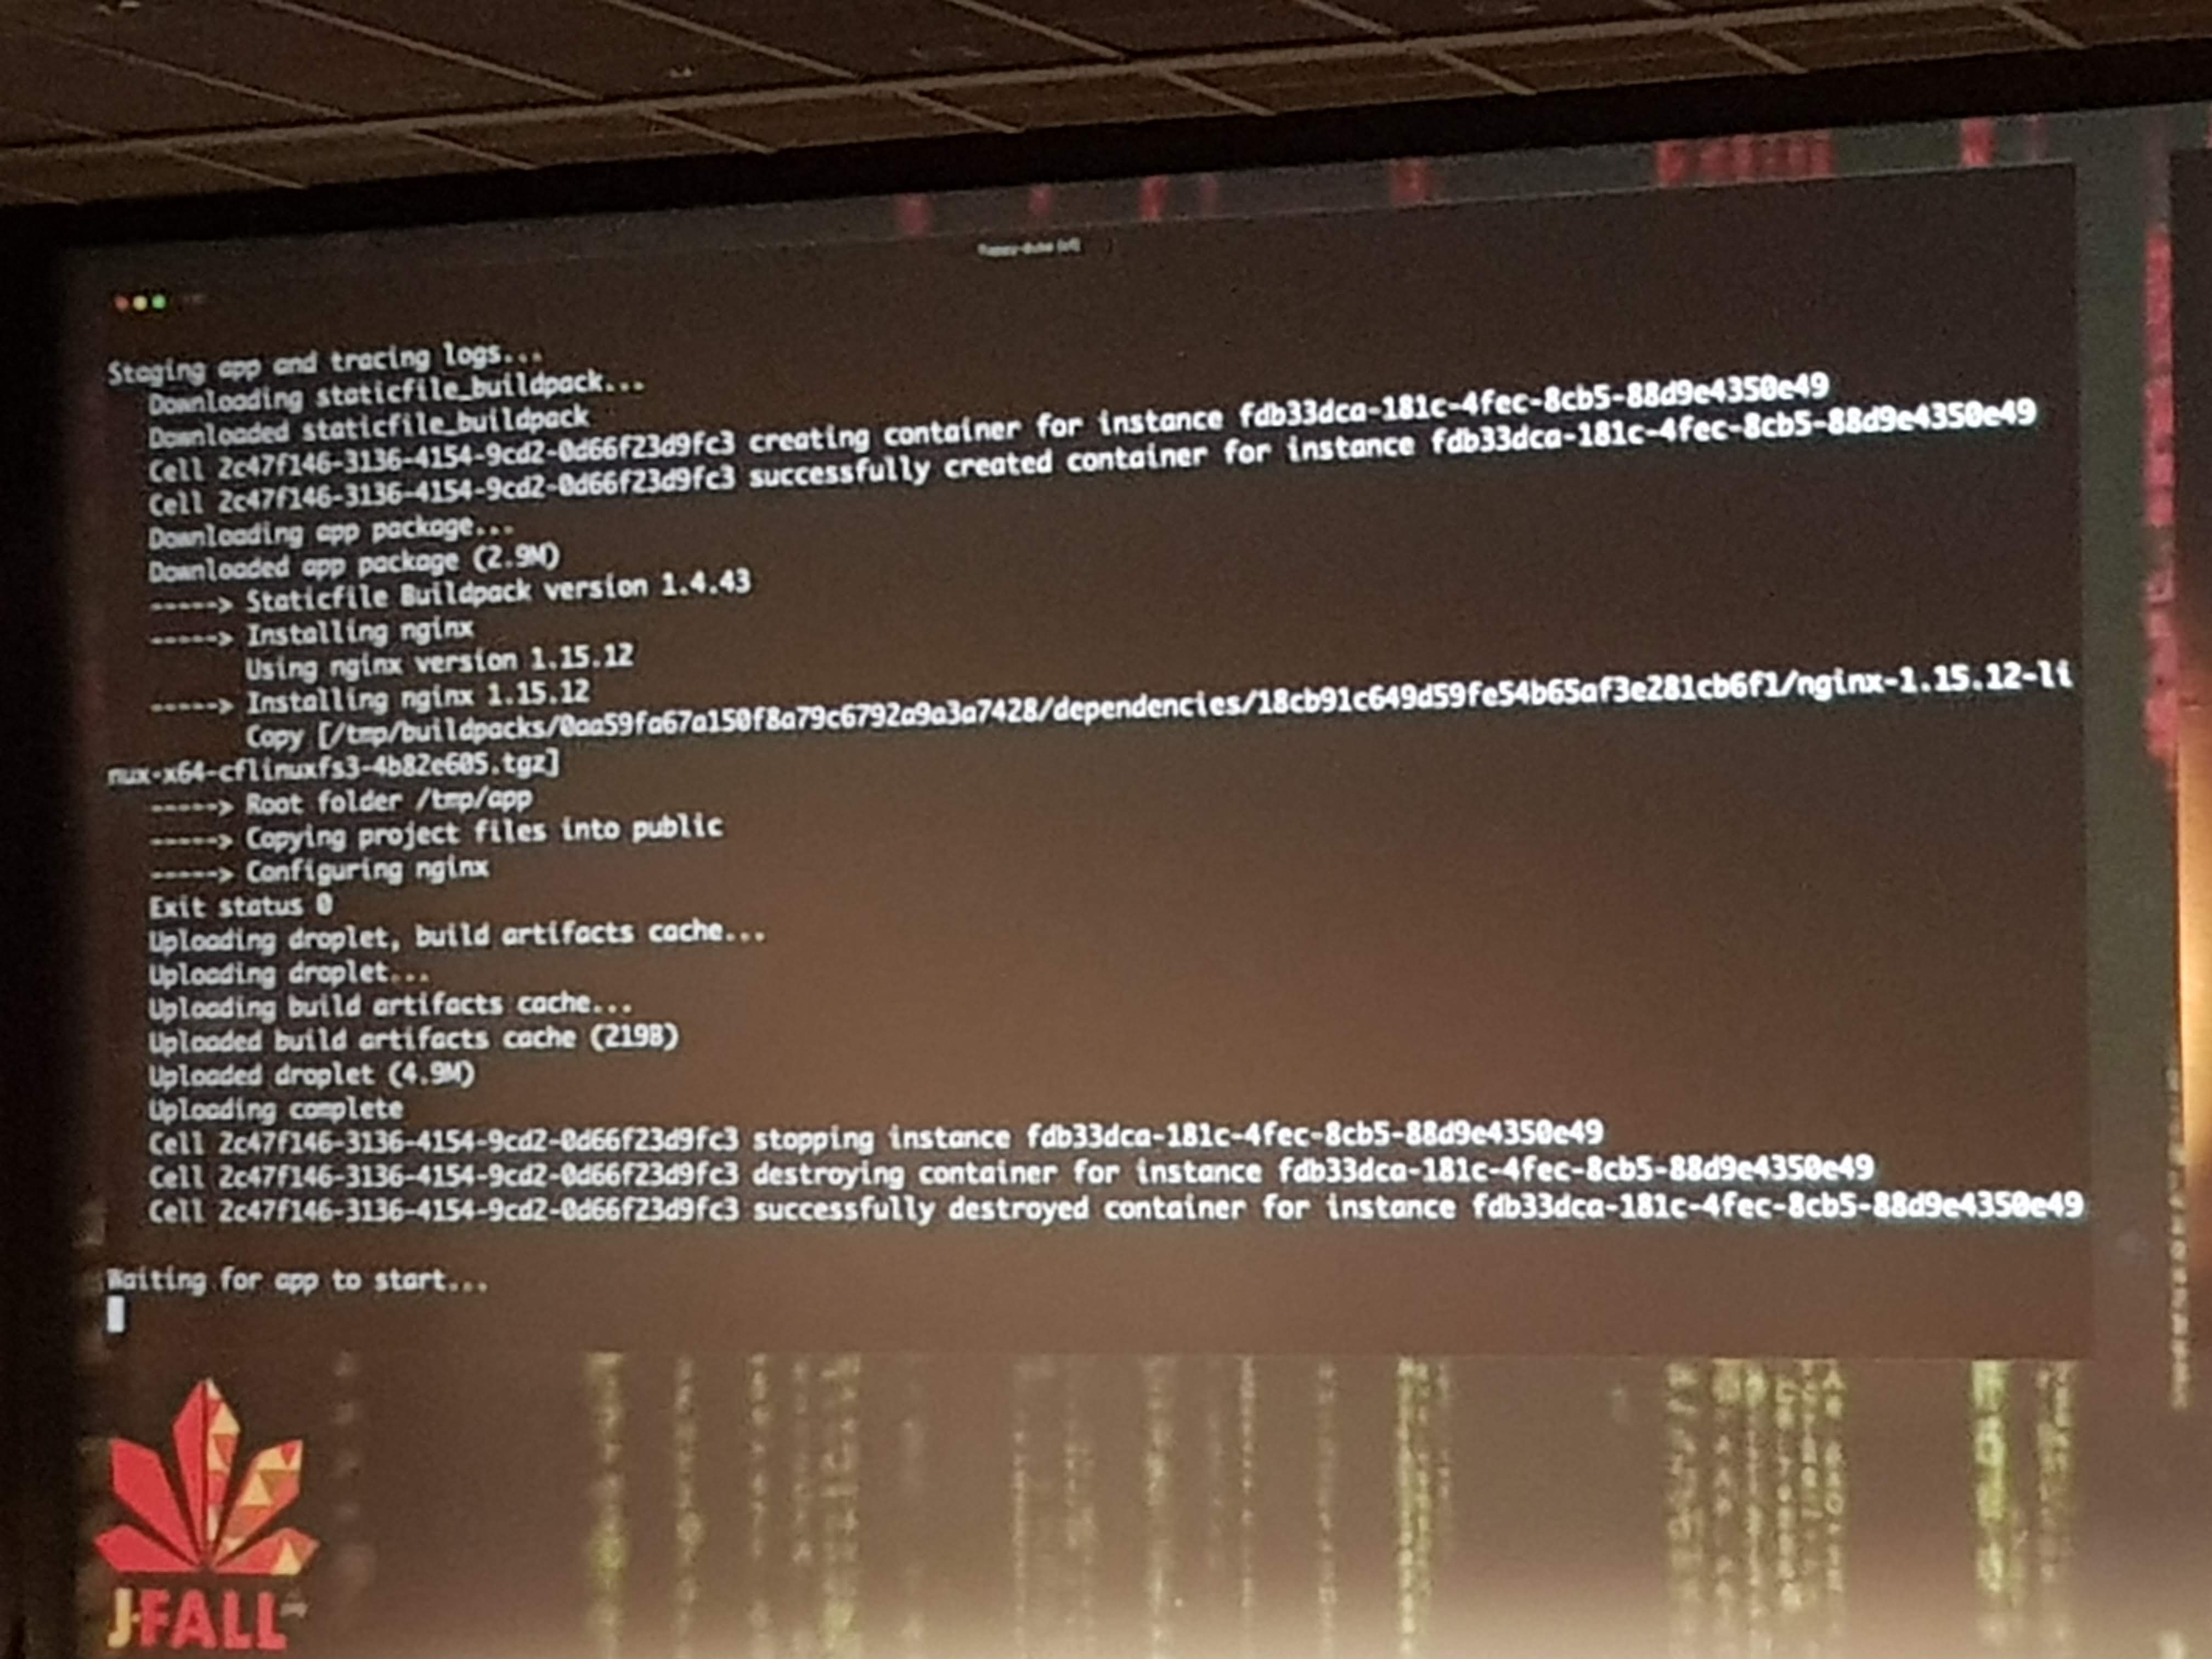 Staging app and tracing logs...
Downloading staticfile_buildpack...
Downloaded staticfile_buildpack
Cell 2c47f146-3136-4154-9cd2-0d66f23d9fc3 creating container for instance fdb33dca-181c-4fec-8cb5-88d9e4350e49
Cell 2c47f146-3136-4154-9cd2-0d66f23d9fc3 successfully created container for instance fdb33dca-181c-4fec-8cb5-88d9e4350e49
Downloading app package...
Downloaded app package (2.9M)
-----> Staticfile Buildpack version 1.4.43
-----> Installing nginx
Using nginx version 1.15.12
-----> Installing nginx 1.15.12
Copy [/tmp/buildpacks/0aa59fa67a150f8a79c6792a9a3a7428/dependencies/18cb91c649d59fe54b65af3e281cb6f1/nginx-1.15.12-li
nux-x64-cflinuxfs3-4b82e605.tgz]
-----> Root folder /tmp/app
-----> Copying project files into public
-----> Configuring nginx
Exit status 0
Uploading droplet, build artifacts cache...
Uploading droplet...
Uploading build artifacts cache...
Uploaded build artifacts cache (219B)
Uploaded droplet (4.9M)
Uploading complete
Cell 2c47f146-3136-4154-9cd2-0d66f23d9fc3 stopping instance fdb33dca-181c-4fec-8cb5-88d9e4350e49
Cell 2c47f146-3136-4154-9cd2-0d66f23d9fc3 destroying container for instance fdb33dca-181c-4fec-8cb5-88d9e4350e49
Cell 2c47f146-3136-4154-9cd2-0d66f23d9fc3 successfully destroyed container for instance fdb33dca-181c-4fec-8cb5-88d9e4350e49
Waiting for app to start...
J-FALL